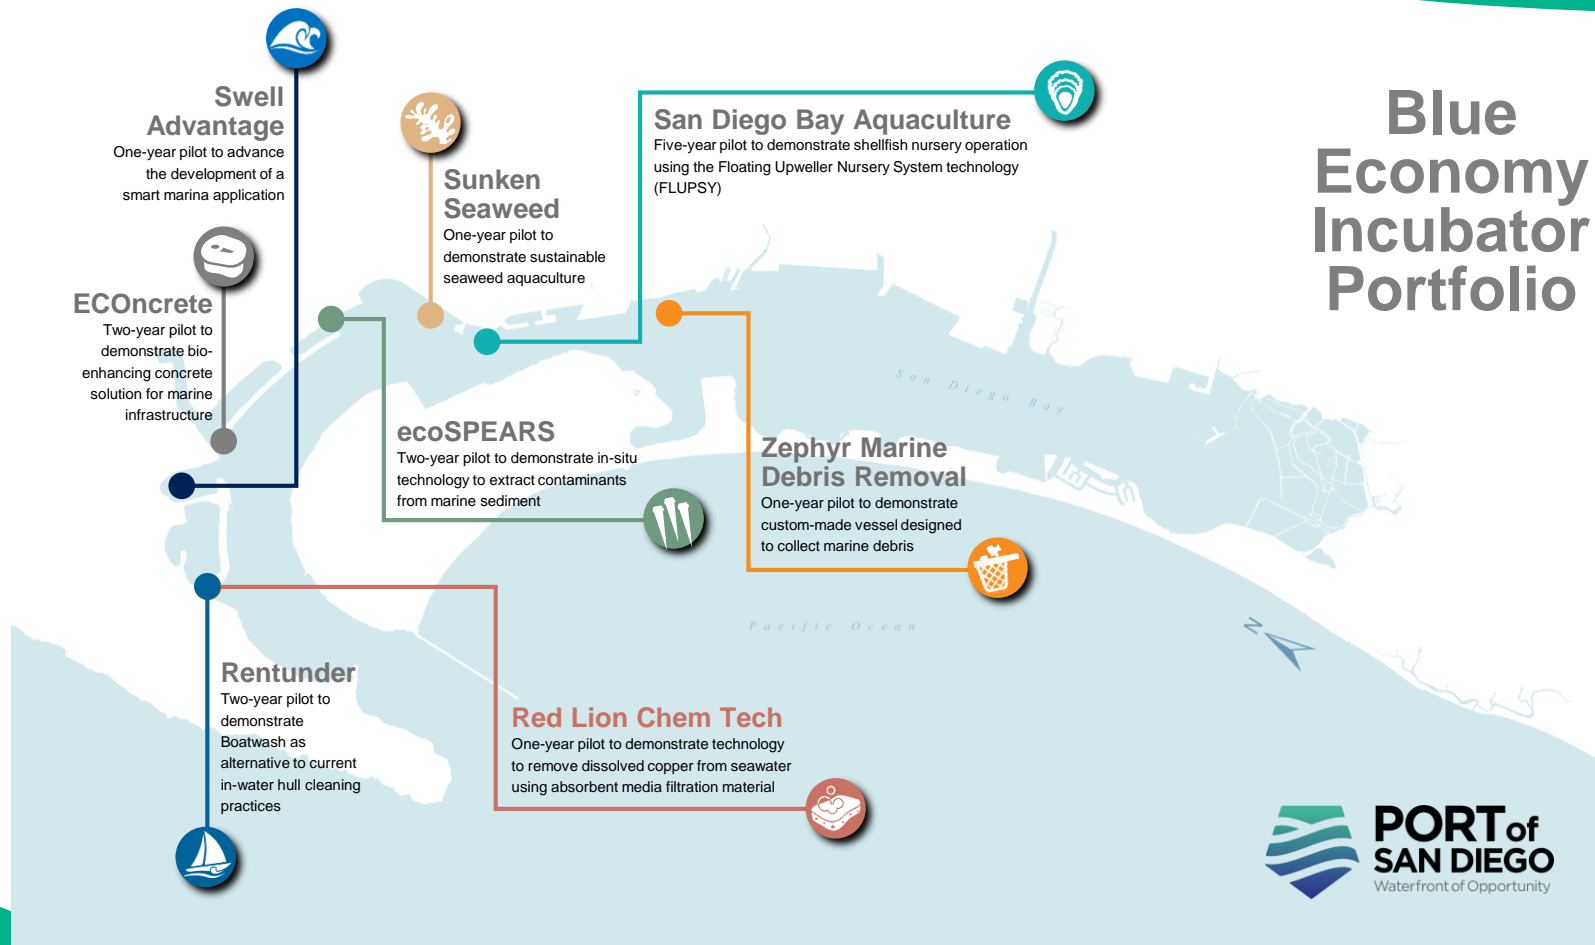 Blue
Economy
Incubator
Portfolio
Swell
Advantage
One-year pilot to advance
the development of a
smart marina application
Sunken
Seaweed
One-year pilot to
demonstrate sustainable
seaweed aquaculture
San Diego Bay Aquaculture
Five-year pilot to demonstrate shellfish nursery operation
using the Floating Upweller Nursery System technology
(FLUPSY)
ECOncrete
Two-year pilot to
demonstrate bio-
enhancing concrete
solution for marine
infrastructure
ecoSPEARS
Two-year pilot to demonstrate in-situ
technology to extract contaminants
from marine sediment
San Diego Bay
Zephyr Marine
Debris Removal
One-year pilot to demonstrate
custom-made vessel designed
to collect marine debris
Pacific Ocean
N
Rentunder
Two-year pilot to
demonstrate
Boatwash as
alternative to current
in-water hull cleaning
practices
Red Lion Chem Tech
One-year pilot to demonstrate technology
to remove dissolved copper from seawater
using absorbent media filtration material
PORT of
SAN DIEGO
Waterfront of Opportunity